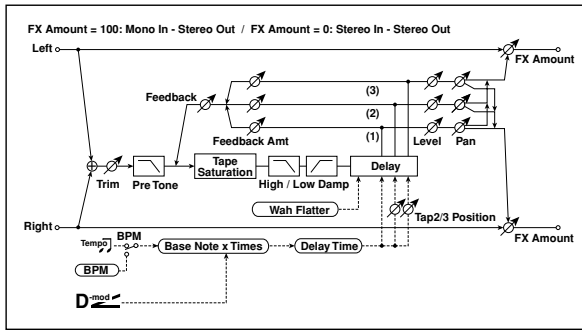 FX Amount = 100: Mono In - Stereo Out / FX Amount = 0: Stereo In - Stereo Out
Left
FX Amount
Feedback
(3)
(2)
(1)
Feedback Amt
Level
Pan
Trim
Pre Tone
Tape Saturation
High / Low Damp
Delay
Wah Flatter
Tap2/3 Position
Right
FX Amount
Tempo
BPM
Base Note x Times
Delay Time
BPM
D-mod